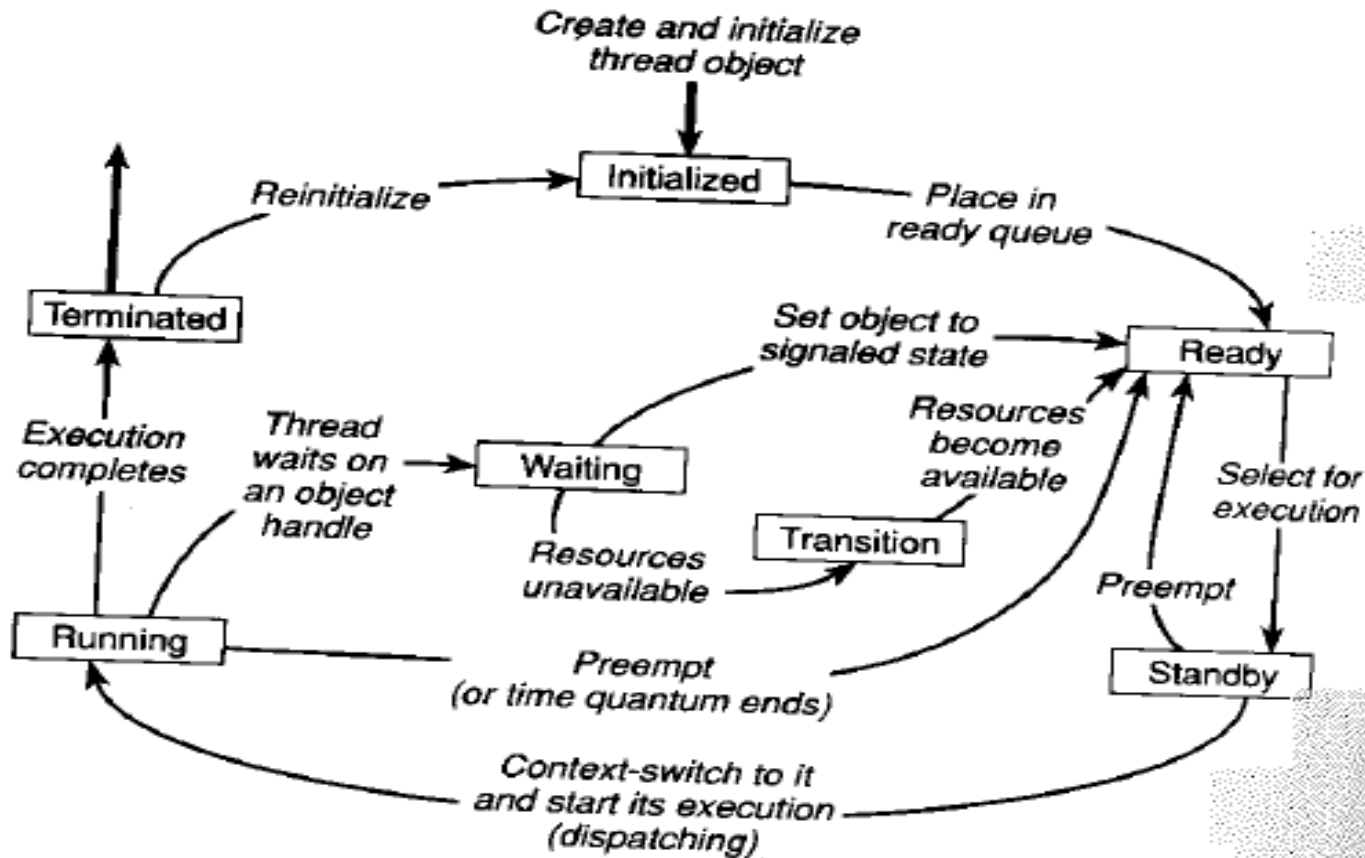 Create and initialize
thread object
Initialized
Reinitialize
Place in
ready queue
Terminated
Set object to
signaled state
Ready
Execution
completes
Thread
waits on
an object
handle
Waiting
Resources
become
available
Select for
execution
Resources
unavailable
Transition
Preempt
Running
Preempt
(or time quantum ends)
Standby
Context-switch to it
and start its execution
(dispatching)